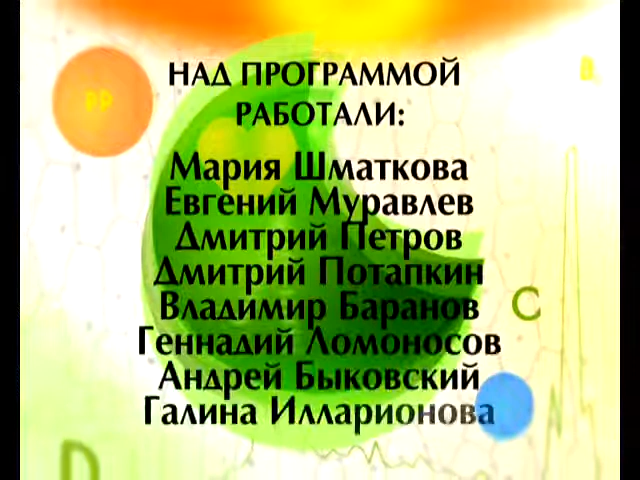 НАД ПРОГРАММОЙ
РАБОТАЛИ:
Мария Шматкова
Евгений Муравлев
Дмитрий Петров
Дмитрий Потапкин
Владимир Баранов
Геннадий Ломоносов
Андрей Быковский
Галина Илларионова
PP
B
C
D